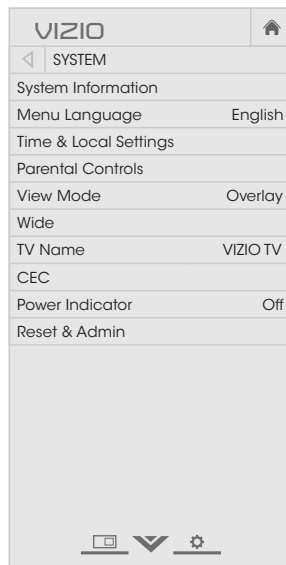 VIZIO
SYSTEM
System Information
Menu Language English
Time & Local Settings
Parental Controls
View Mode Overlay
Wide
TV Name VIZIO TV
CEC
Power Indicator Off
Reset & Admin